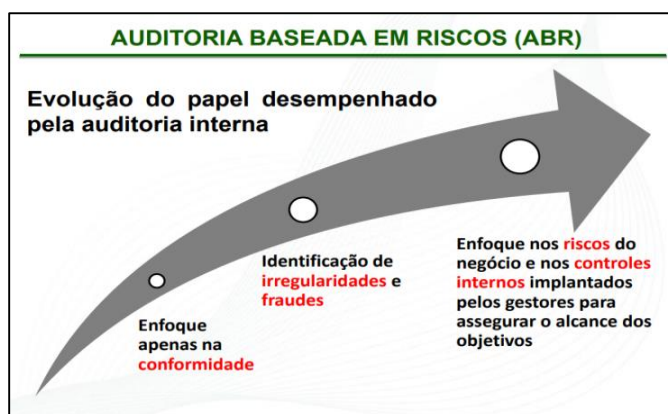 AUDITORIA BASEADA EM RISCOS (ABR)
Evolução do papel desempenhado
pela auditoria interna
Enfoque
apenas na
conformidade
Identificação de
irregularidades e
fraudes
Enfoque nos riscos do
negócio e nos controles
internos implantados
pelos gestores para
assegurar o alcance dos
objetivos